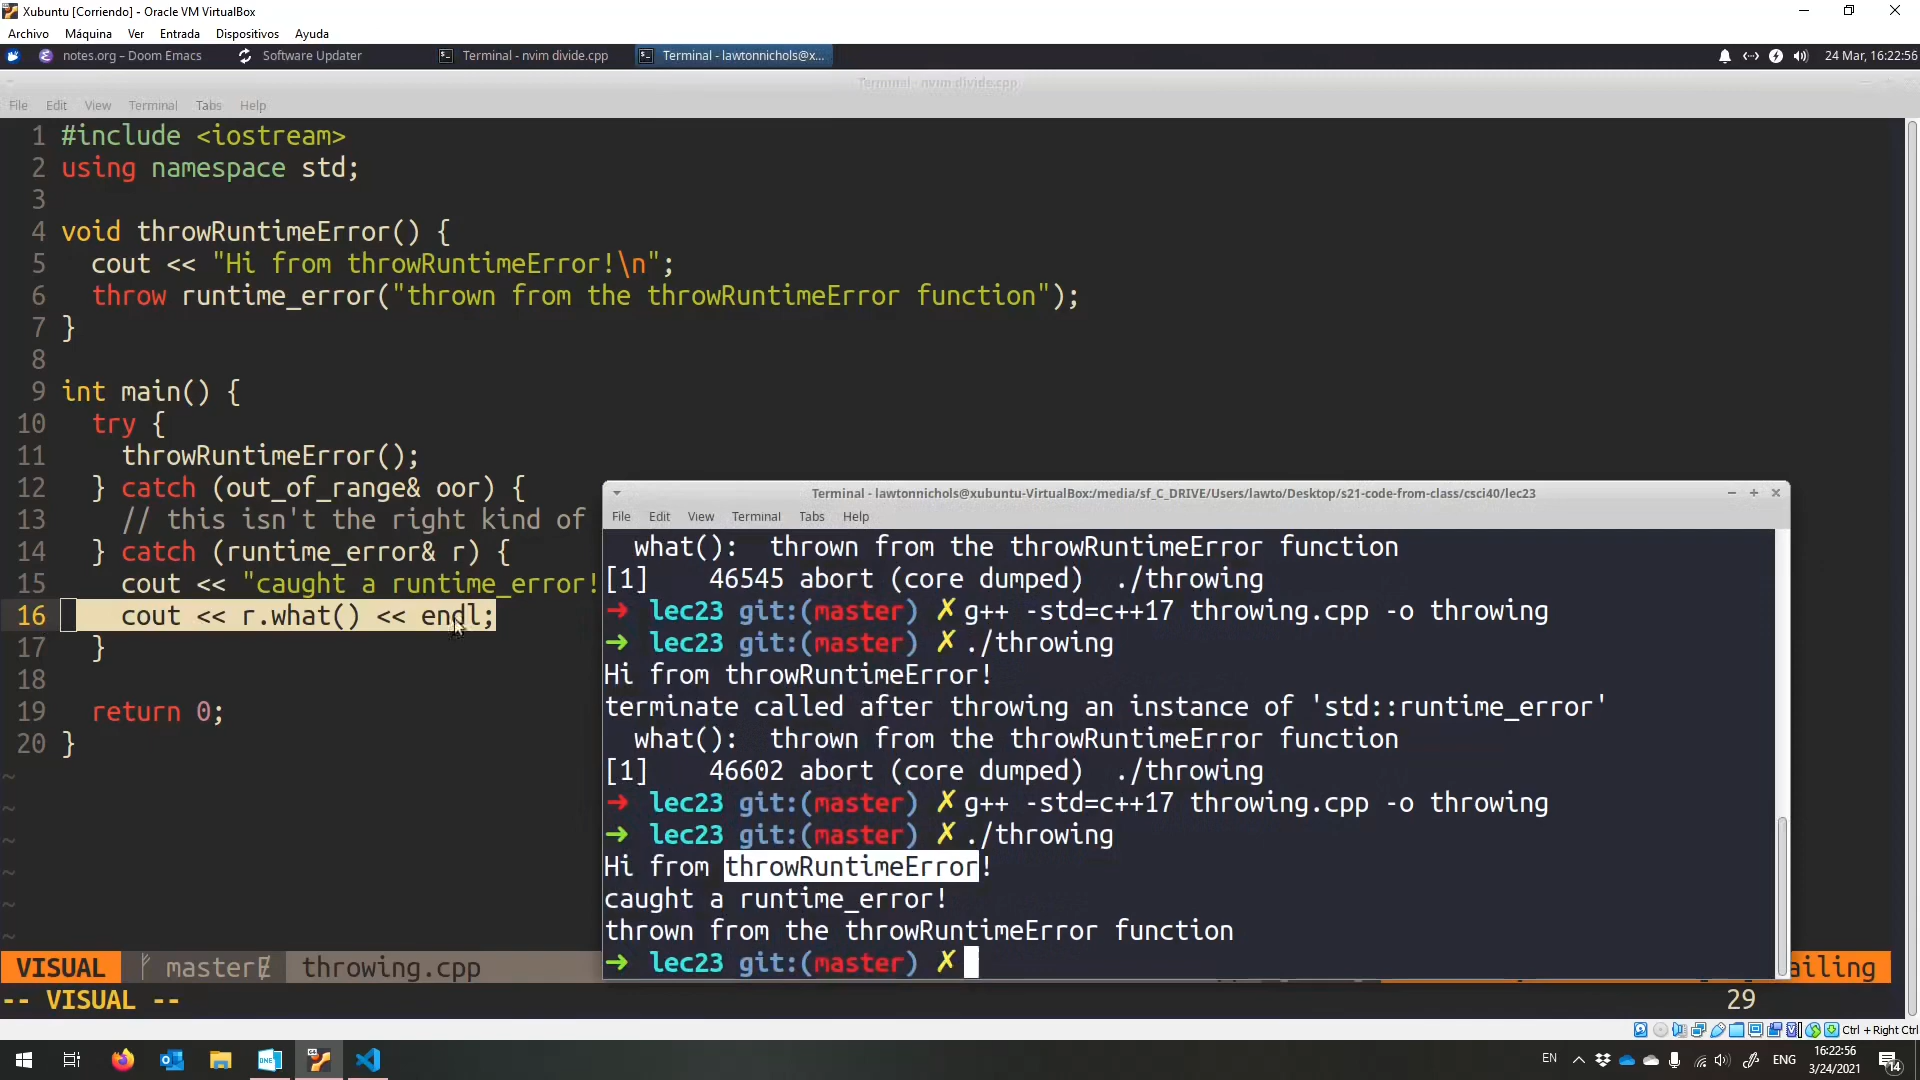 Xubuntu [Corriendo] - Oracle VM VirtualBox
Archivo Máquina Ver Entrada Dispositivos Ayuda
notes.org – Doom Emacs Software Updater Terminal - nvim divide.cpp Terminal - lawtonnichols@x... 24 Mar, 16:22:56
Terminal - nvim divide.cpp
File Edit View Terminal Tabs Help
1 #include <iostream>
2 using namespace std;
3
4 void throwRuntimeError() {
5 cout << "Hi from throwRuntimeError!\n";
6 throw runtime_error("thrown from the throwRuntimeError function");
7 }
8
9 int main() {
10 try {
11 throwRuntimeError();
12 } catch (out_of_range& oor) {
13 // this isn't the right kind of
14 } catch (runtime_error& r) {
15 cout << "caught a runtime_error!
16 cout << r.what() << endl;
17 }
18
19 return 0;
20 }
~
~
~
~
~
~
VISUAL master throwing.cpp
-- VISUAL --
Terminal - lawtonnichols@xubuntu-VirtualBox:/media/sf_C_DRIVE/Users/lawto/Desktop/s21-code-from-class/csci40/lec23
File Edit View Terminal Tabs Help
what(): thrown from the throwRuntimeError function
[1] 46545 abort (core dumped) ./throwing
➜ lec23 git:(master) ✗ g++ -std=c++17 throwing.cpp -o throwing
➜ lec23 git:(master) ✗ ./throwing
Hi from throwRuntimeError!
terminate called after throwing an instance of 'std::runtime_error'
what(): thrown from the throwRuntimeError function
[1] 46602 abort (core dumped) ./throwing
➜ lec23 git:(master) ✗ g++ -std=c++17 throwing.cpp -o throwing
➜ lec23 git:(master) ✗ ./throwing
Hi from throwRuntimeError!
caught a runtime_error!
thrown from the throwRuntimeError function
➜ lec23 git:(master) ✗
ailing
29
Ctrl + Right Ctrl
EN ENG 16:22:56
3/24/2021
14